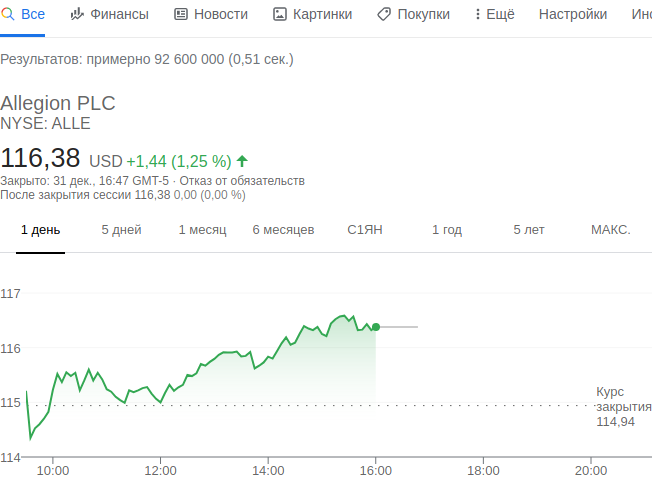 Все Финансы Новости Картинки Покупки Ещё Настройки Инс
Результатов: примерно 92 600 000 (0,51 сек.)
Allegion PLC
NYSE: ALLE
116,38 USD +1,44 (1,25 %)
Закрыто: 31 дек., 16:47 GMT-5 · Отказ от обязательств
После закрытия сессии 116,38 0,00 (0,00 %)
1 день 5 дней 1 месяц 6 месяцев С1ЯН 1 год 5 лет МАКС.
117
116
115
114
Курс
закрытия
114,94
10:00 12:00 14:00 16:00 18:00 20:00